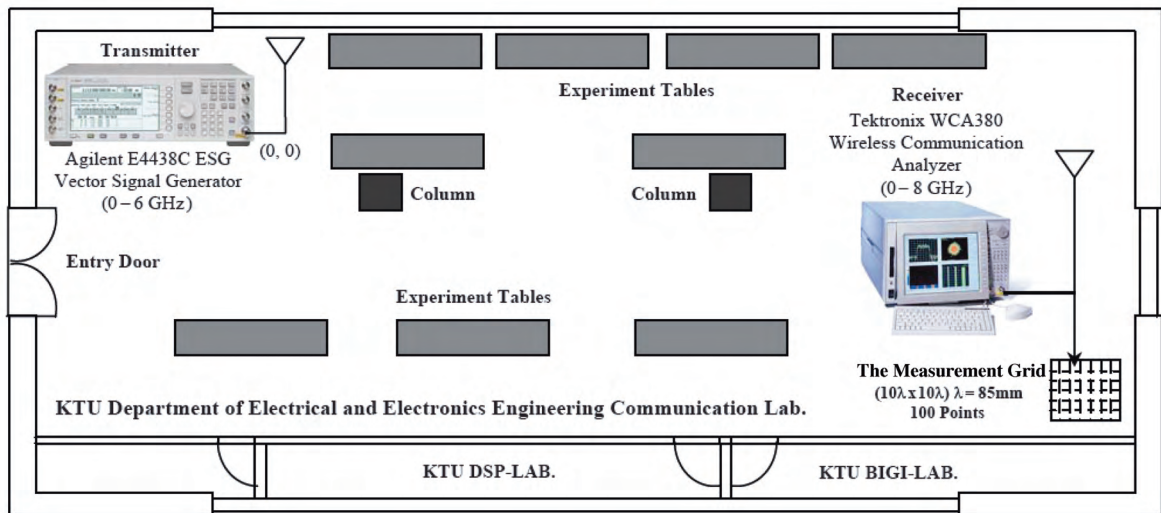 Transmitter
Agilent E4438C ESG
Vector Signal Generator
(0 – 6 GHz)
(0, 0)
Experiment Tables
Receiver
Tektronix WCA380
Wireless Communication
Analyzer
(0 – 8 GHz)
Column
Column
Entry Door
Experiment Tables
The Measurement Grid
(10λ x 10λ) λ = 85mm
100 Points
KTU Department of Electrical and Electronics Engineering Communication Lab.
KTU DSP-LAB.
KTU BIGI-LAB.